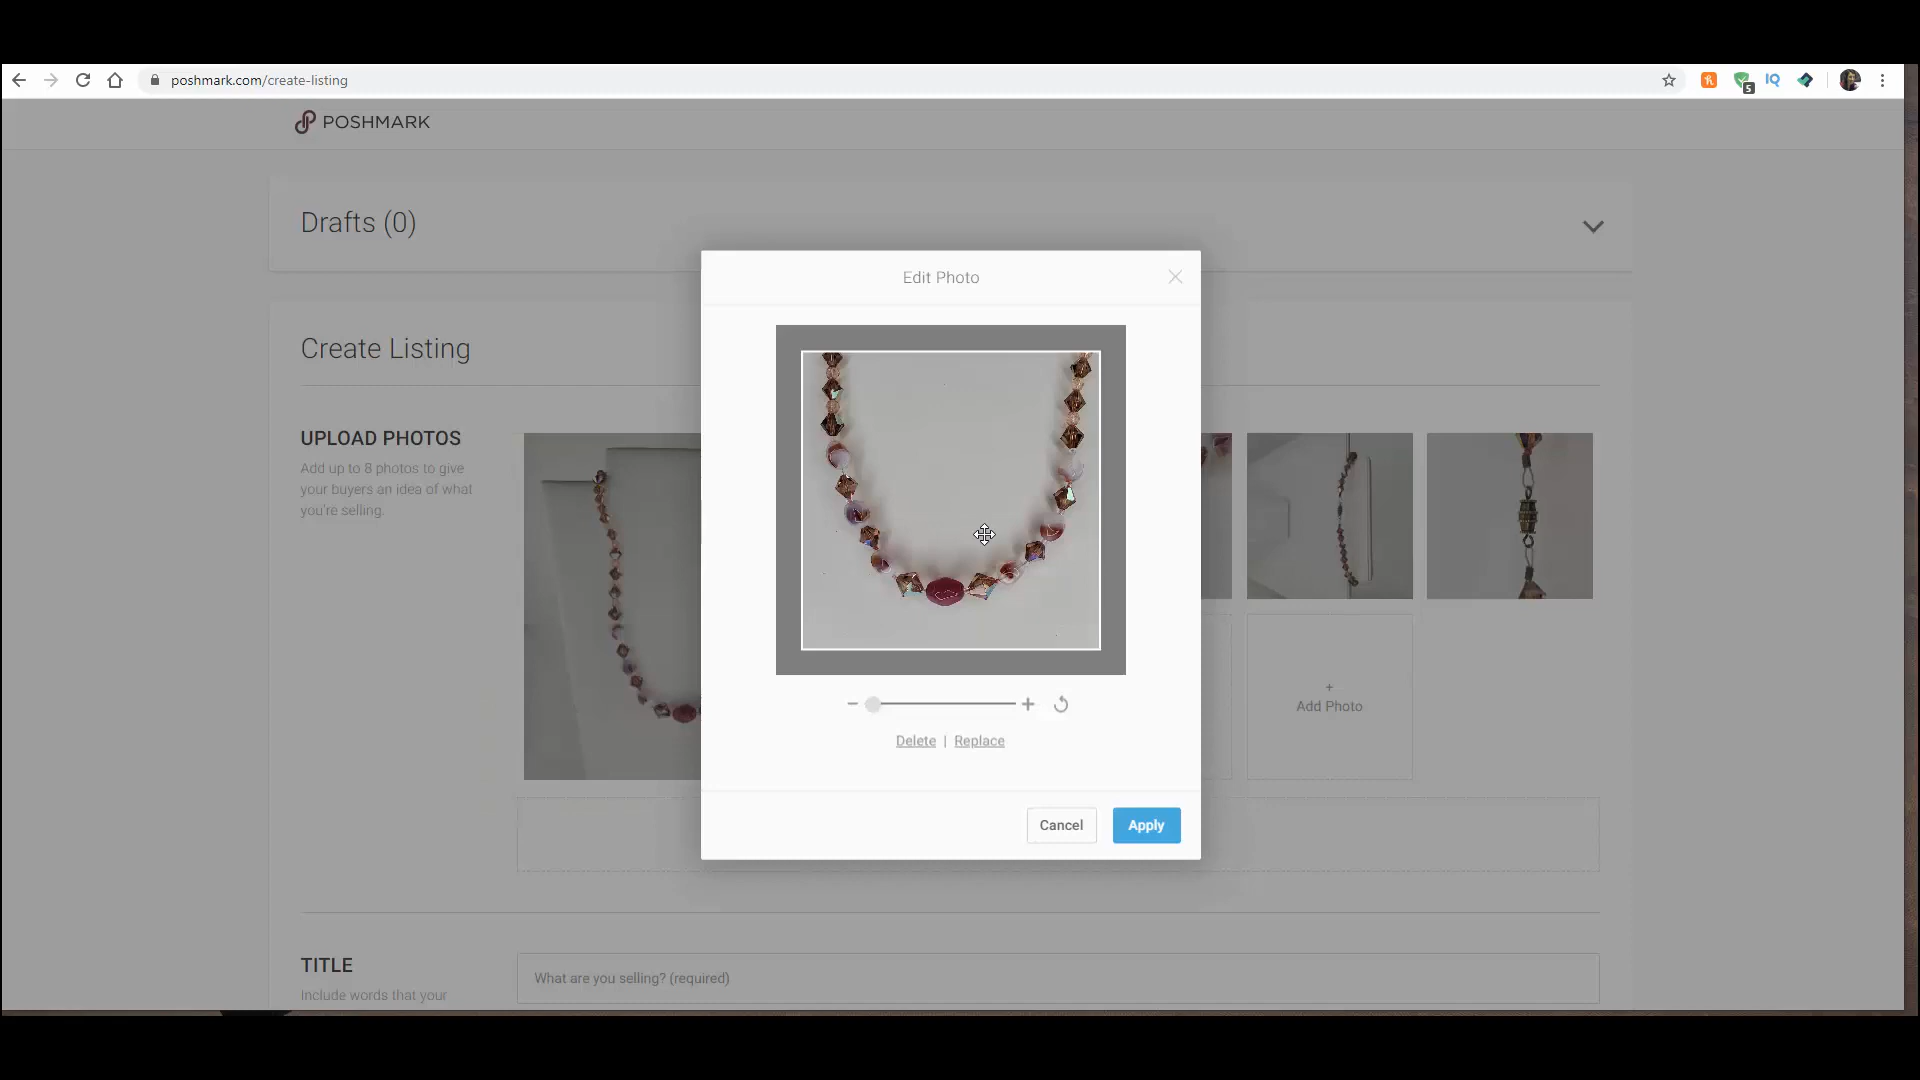 poshmark.com/create-listing
5
IQ
POSHMARK
Drafts (0)
Edit Photo
Create Listing
UPLOAD PHOTOS
Add up to 8 photos to give
your buyers an idea of what
you're selling.
+
Add Photo
Delete | Replace
Cancel
Apply
TITLE
What are you selling? (required)
Include words that your